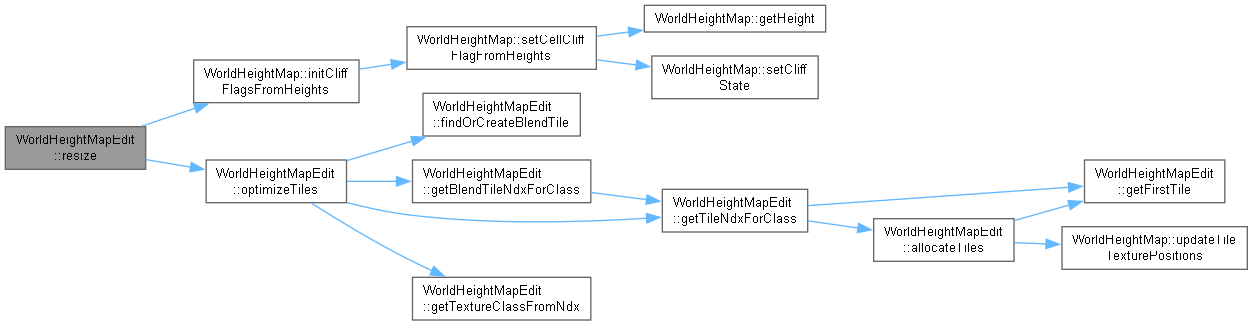 WorldHeightMapEdit
::resize
WorldHeightMap::initCliff
FlagsFromHeights
WorldHeightMap::setCellCliff
FlagFromHeights
WorldHeightMap::getHeight
WorldHeightMap::setCliff
State
WorldHeightMapEdit
::optimizeTiles
WorldHeightMapEdit
::findOrCreateBlendTile
WorldHeightMapEdit
::getBlendTileNdxForClass
WorldHeightMapEdit
::getTileNdxForClass
WorldHeightMapEdit
::getFirstTile
WorldHeightMapEdit
::allocateTiles
WorldHeightMap::updateTile
TexturePositions
WorldHeightMapEdit
::getTextureClassFromNdx